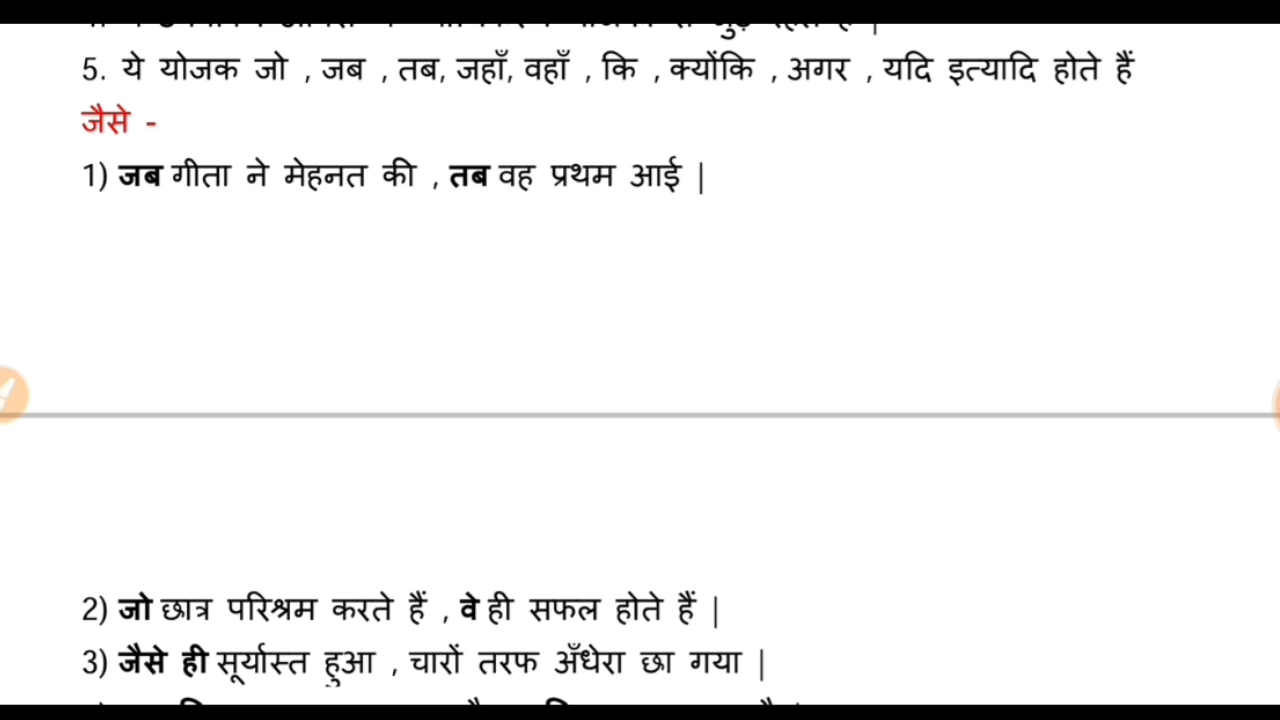 5. ये योजक जो , जब , तब, जहाँ, वहाँ , कि , क्योंकि , अगर , यदि इत्यादि होते हैं
जैसे -
1) जब गीता ने मेहनत की , तब वह प्रथम आई |
2) जो छात्र परिश्रम करते हैं , वे ही सफल होते हैं |
3) जैसे ही सूर्यास्त हुआ , चारों तरफ अँधेरा छा गया |